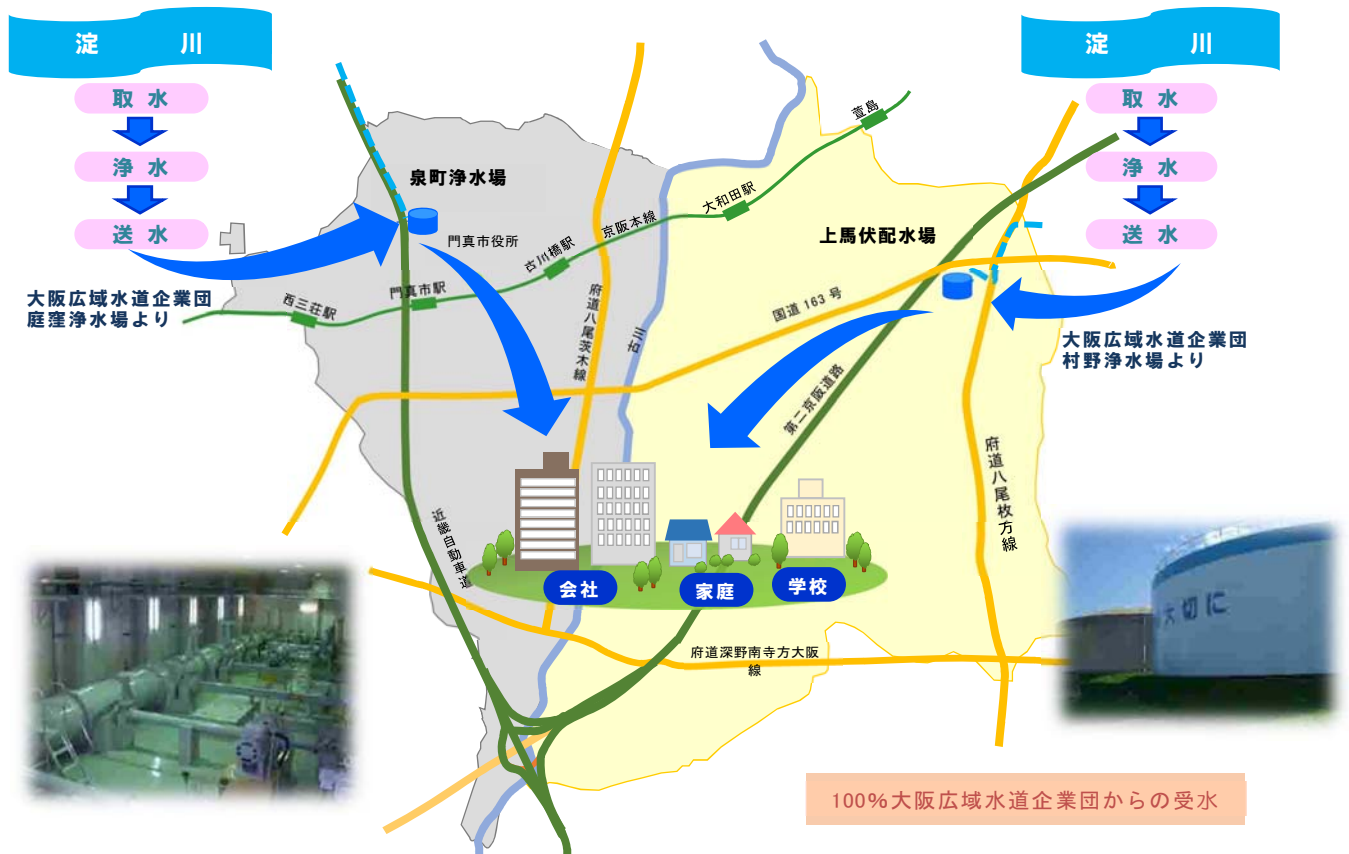 淀 川
取 水
浄 水
送 水
大阪広域水道企業団
庭窪浄水場より
淀 川
取 水
浄 水
送 水
大阪広域水道企業団
村野浄水場より
泉町浄水場
門真市役所
上馬伏配水場
萱島
大和田駅
京阪本線
古川橋駅
門真市駅
西三荘駅
府道八尾茨木線
古川
国道 163 号
第二京阪道路
府道八尾枚方線
近畿自動車道
会社
家庭
学校
府道深野南寺方大阪
線
大切に
100%大阪広域水道企業団からの受水